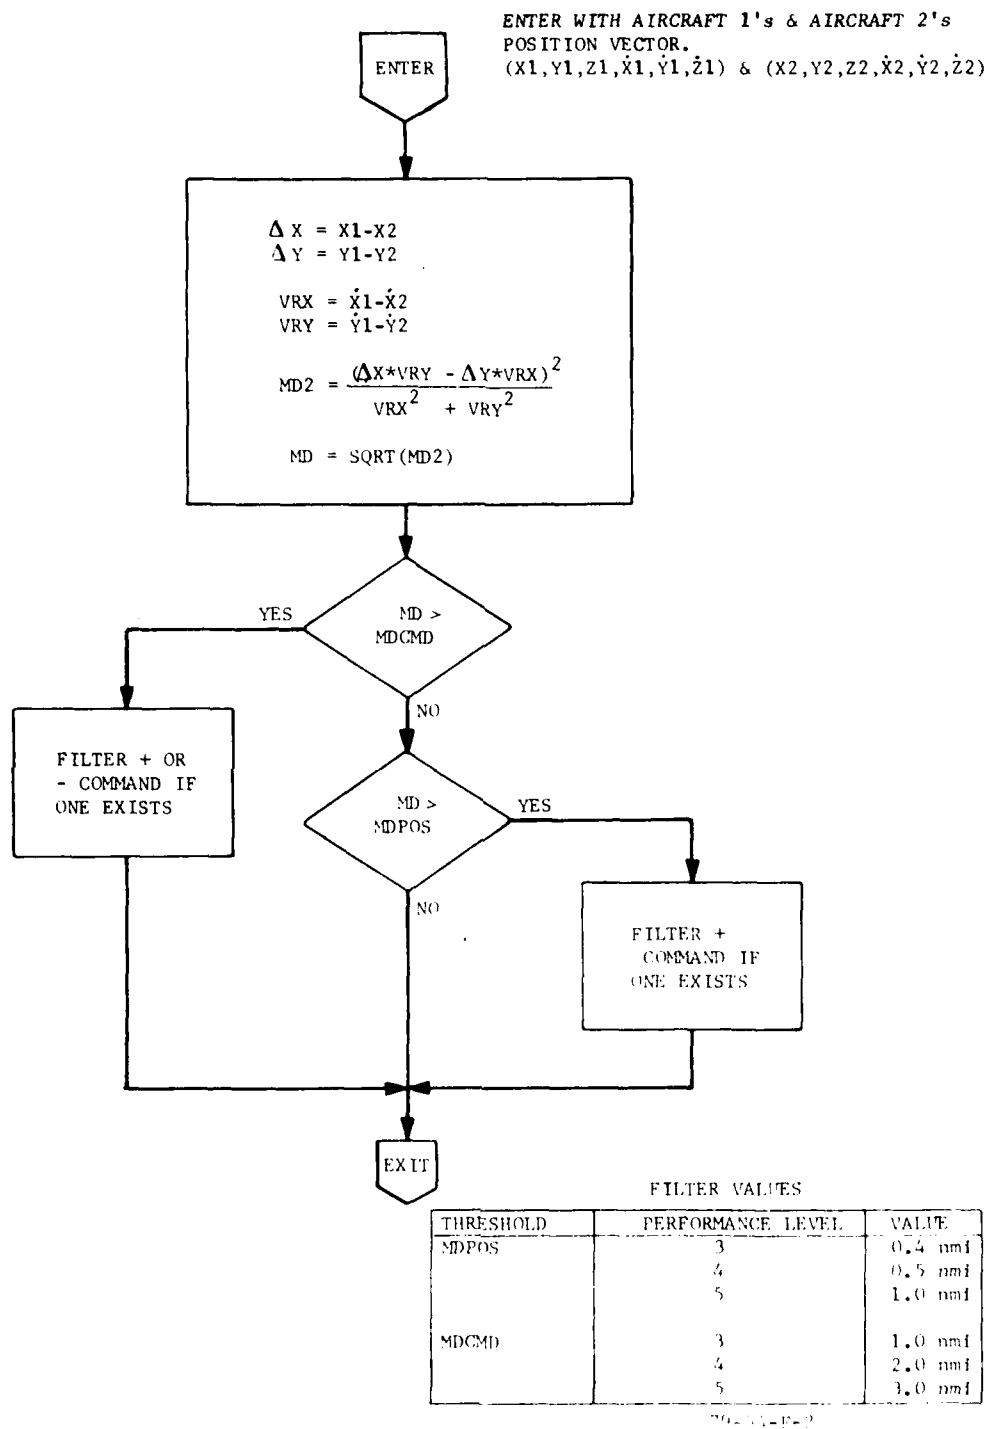 ENTER WITH AIRCRAFT 1's & AIRCRAFT 2's
POSITION VECTOR.
(X1,Y1,Z1,Ẋ1,Ẏ1,Ż1) & (X2,Y2,Z2,Ẋ2,Ẏ2,Ż2)
ENTER
Δ X = X1-X2
Δ Y = Y1-Y2
VRX = Ẋ1-Ẋ2
VRY = Ẏ1-Ẏ2
MD2 = (ΔX*VRY - ΔY*VRX)²
VRX² + VRY²
MD = SQRT(MD2)
YES
MD >
MDCMD
NO
FILTER + OR
- COMMAND IF
ONE EXISTS
MD >
MDPOS
YES
NO
FILTER +
COMMAND IF
ONE EXISTS
EXIT
FILTER VALUES
THRESHOLD PERFORMANCE LEVEL VALUE
MDPOS 3 0.4 nmi
4 0.5 nmi
5 1.0 nmi
MDCMD 3 1.0 nmi
4 2.0 nmi
5 3.0 nmi